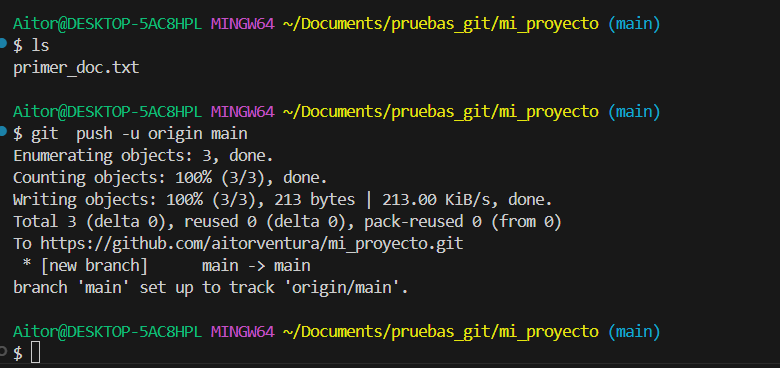 Aitor@DESKTOP-5AC8HPL MINGW64 ~/Documents/pruebas_git/mi_proyecto (main)
$ ls
primer_doc.txt
Aitor@DESKTOP-5AC8HPL MINGW64 ~/Documents/pruebas_git/mi_proyecto (main)
$ git  push -u origin main
Enumerating objects: 3, done.
Counting objects: 100% (3/3), done.
Writing objects: 100% (3/3), 213 bytes | 213.00 KiB/s, done.
Total 3 (delta 0), reused 0 (delta 0), pack-reused 0 (from 0)
To https://github.com/aitorventura/mi_proyecto.git
 * [new branch]      main -> main
branch 'main' set up to track 'origin/main'.
Aitor@DESKTOP-5AC8HPL MINGW64 ~/Documents/pruebas_git/mi_proyecto (main)
$